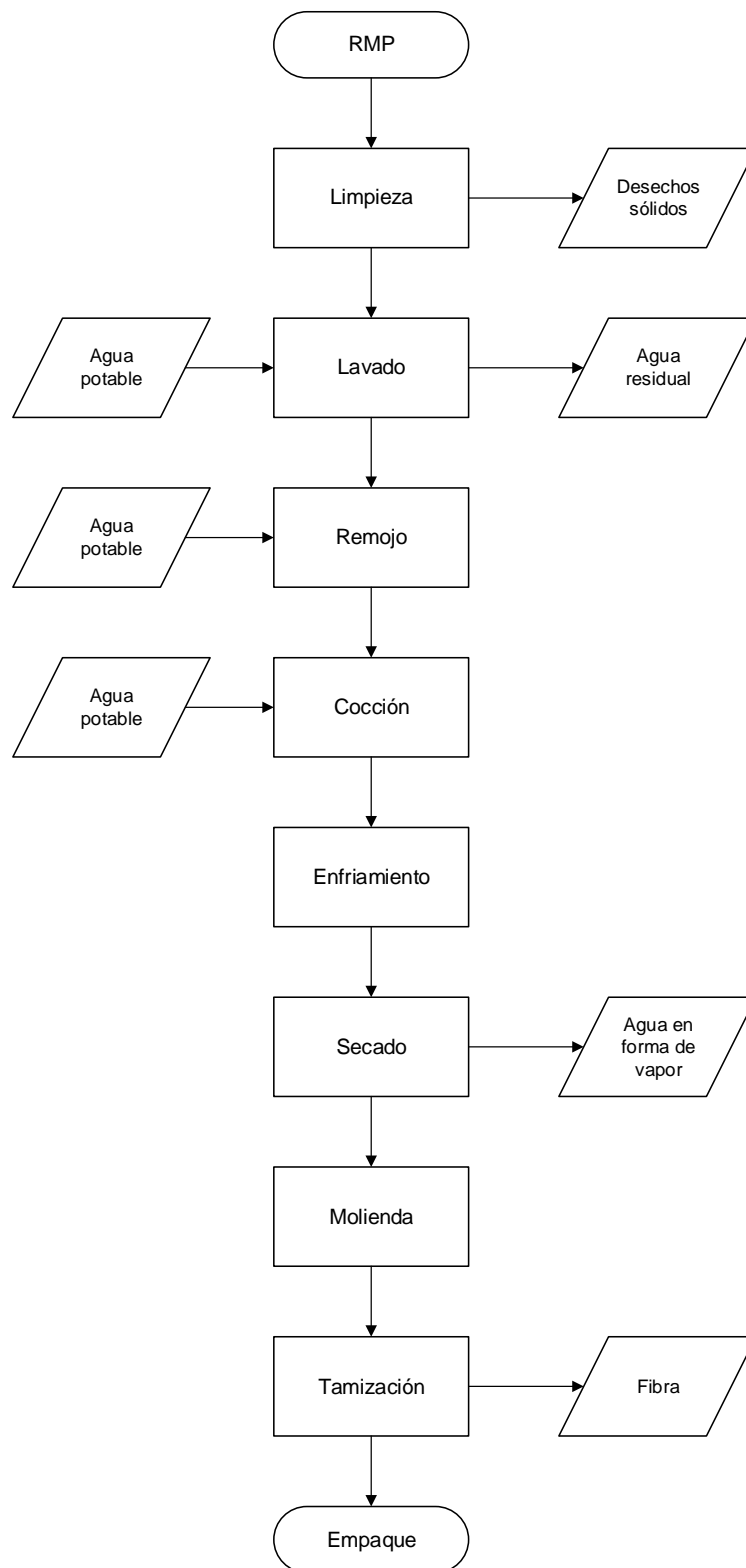 RMP
Limpieza
Desechos
sólidos
Agua
potable
Lavado
Agua
residual
Agua
potable
Remojo
Agua
potable
Cocción
Enfriamiento
Secado
Agua en
forma de
vapor
Molienda
Tamización
Fibra
Empaque